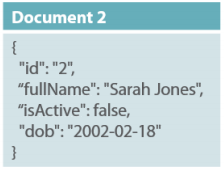 Document 2
{
"id": "2",
“fullName": "Sarah Jones",
“isActive": false,
"dob": "2002-02-18"
}